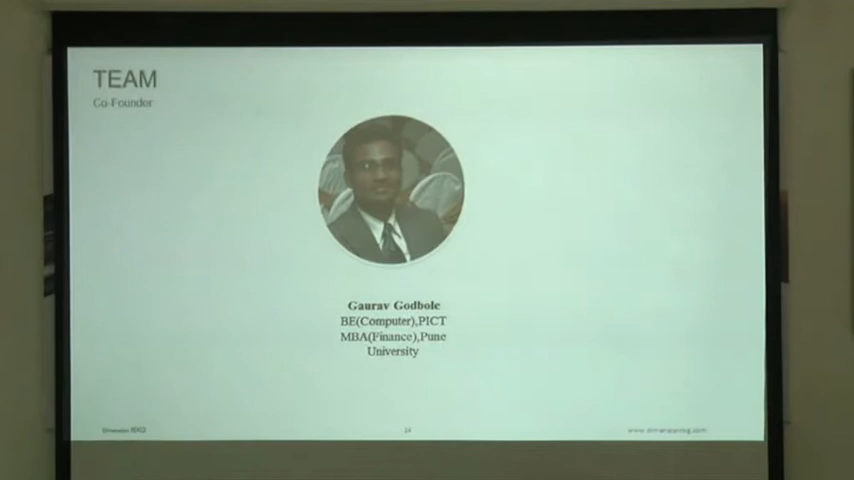 TEAM
Co-Founder
Gaurav Godbole
BE(Computer),PICT
MBA(Finance),Pune
University